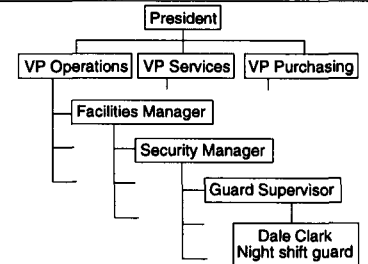 President
VP Operations
VP Services
VP Purchasing
Facilities Manager
Security Manager
Guard Supervisor
Dale Clark
Night shift guard